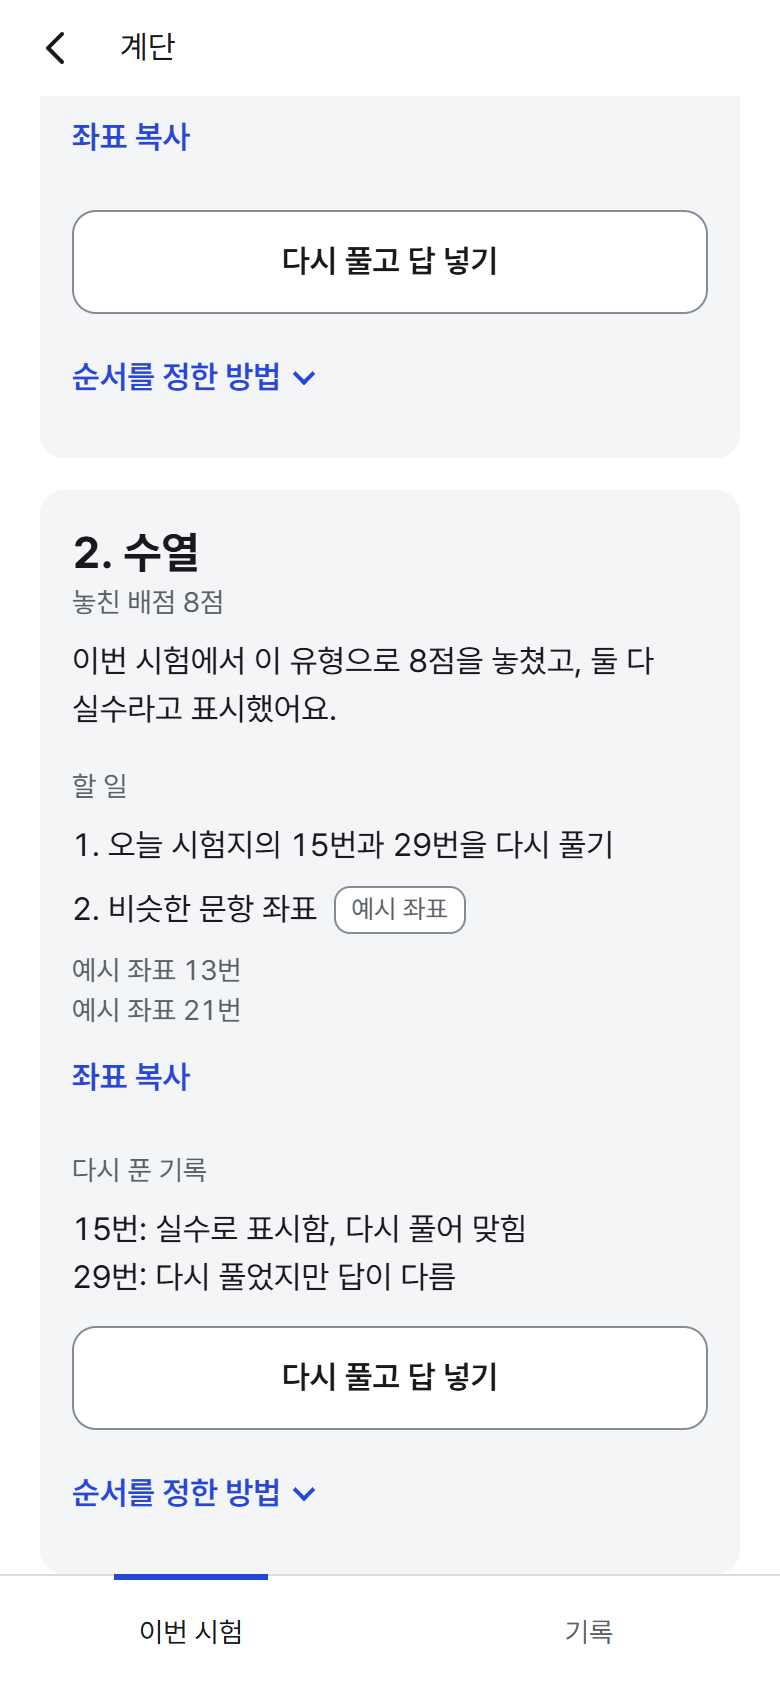 계단
좌표 복사
다시 풀고 답 넣기
순서를 정한 방법
2. 수열
놓친 배점 8점
이번 시험에서 이 유형으로 8점을 놓쳤고, 둘 다
실수라고 표시했어요.
할 일
1. 오늘 시험지의 15번과 29번을 다시 풀기
2. 비슷한 문항 좌표 예시 좌표
예시 좌표 13번
예시 좌표 21번
좌표 복사
다시 푼 기록
15번: 실수로 표시함, 다시 풀어 맞힘
29번: 다시 풀었지만 답이 다름
다시 풀고 답 넣기
순서를 정한 방법
이번 시험 기록